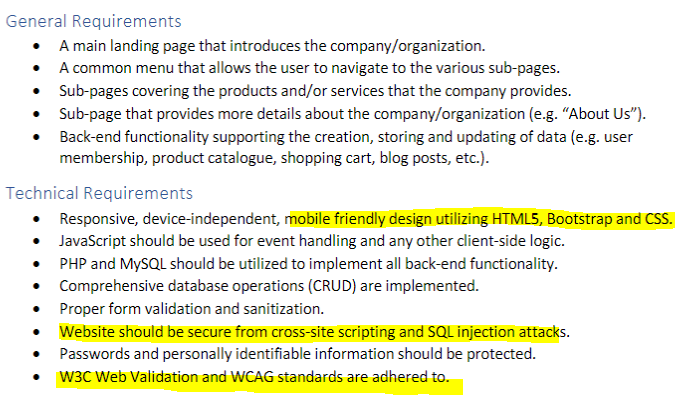 General Requirements
• A main landing page that introduces the company/organization.
• A common menu that allows the user to navigate to the various sub-pages.
• Sub-pages covering the products and/or services that the company provides.
• Sub-page that provides more details about the company/organization (e.g. “About Us”).
• Back-end functionality supporting the creation, storing and updating of data (e.g. user
membership, product catalogue, shopping cart, blog posts, etc.).
Technical Requirements
• Responsive, device-independent, mobile friendly design utilizing HTML5, Bootstrap and CSS.
• JavaScript should be used for event handling and any other client-side logic.
• PHP and MySQL should be utilized to implement all back-end functionality.
• Comprehensive database operations (CRUD) are implemented.
• Proper form validation and sanitization.
• Website should be secure from cross-site scripting and SQL injection attacks.
• Passwords and personally identifiable information should be protected.
• W3C Web Validation and WCAG standards are adhered to.